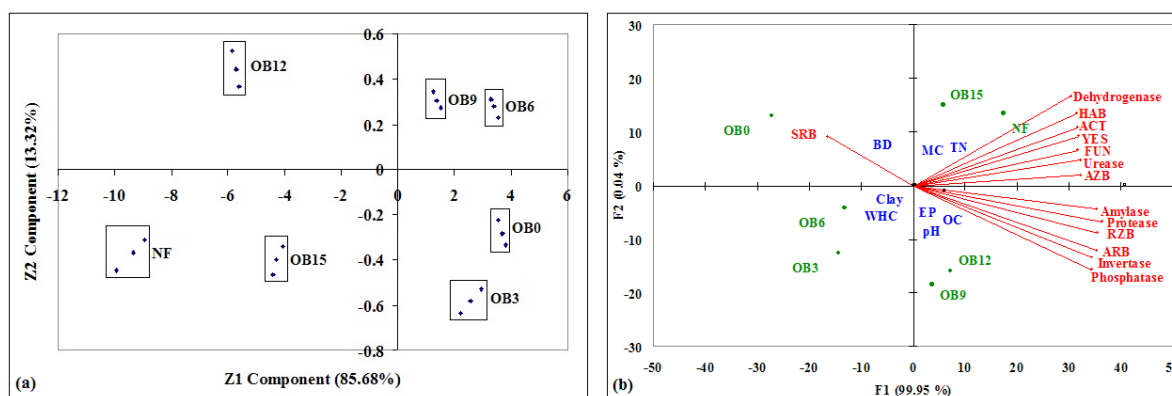 0.6
OB12
0.4
OB9
OB6
0.2
0
-12
-10
-8
-6
-4
-2
0
2
4
6
-0.2
OB0
NF
OB15
-0.4
OB3
-0.6
-0.8
Z2 Component (13.32%)
Z1 Component (85.68%)
(a)
30
20
10
0
-10
-20
-30
F2 (0.04 %)
OB15
NF
OB0
SRB
BD
MC
TN
Dehydrogenase
HAB
ACT
YES
FUN
Urease
AZB
Clay
WHC
EP
OC
pH
OB6
OB3
OB12
OB9
Amylase
Protease
RZB
ARB
Invertase
Phosphatase
-50
-40
-30
-20
-10
0
10
20
30
40
F1 (99.95 %)
(b)